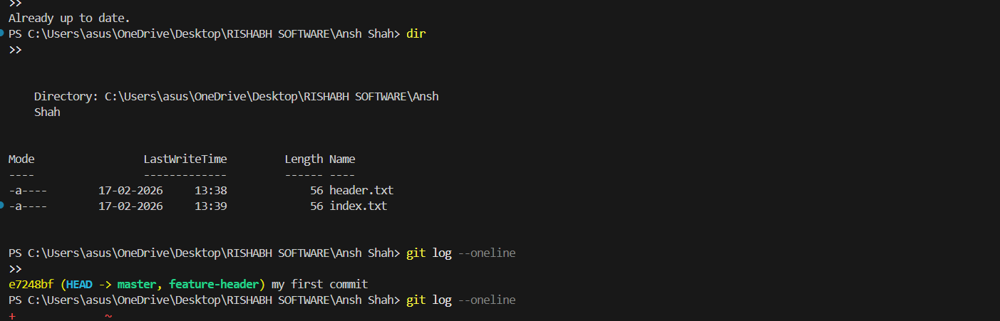 >>
Already up to date.
PS C:\Users\asus\OneDrive\Desktop\RISHABH SOFTWARE\Ansh Shah> dir
>>
    Directory: C:\Users\asus\OneDrive\Desktop\RISHABH SOFTWARE\Ansh
    Shah
Mode                 LastWriteTime         Length Name
----                 -------------         ------ ----
-a----        17-02-2026     13:38             56 header.txt
-a----        17-02-2026     13:39             56 index.txt
PS C:\Users\asus\OneDrive\Desktop\RISHABH SOFTWARE\Ansh Shah> git log --oneline
>>
e7248bf (HEAD -> master, feature-header) my first commit
PS C:\Users\asus\OneDrive\Desktop\RISHABH SOFTWARE\Ansh Shah> git log --oneline
+              ~